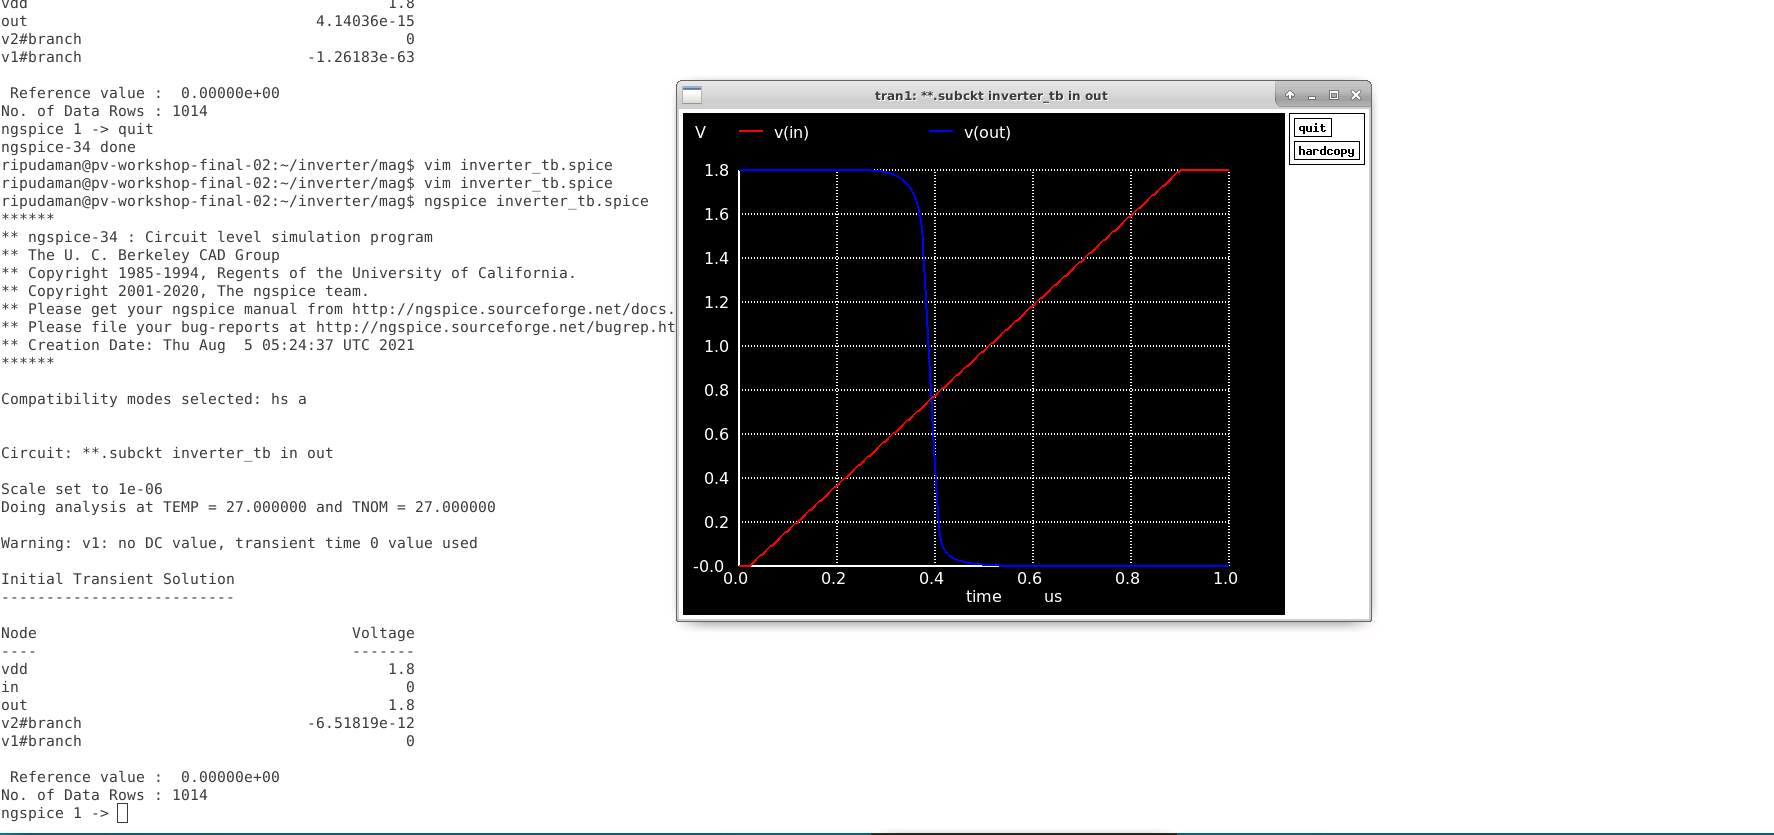 vdd 1.8
out 4.14036e-15
v2#branch 0
v1#branch -1.26183e-63
Reference value : 0.00000e+00
No. of Data Rows : 1014
ngspice 1 -> quit
ngspice-34 done
ripudaman@pv-workshop-final-02:~/inverter/mag$ vim inverter_tb.spice
ripudaman@pv-workshop-final-02:~/inverter/mag$ vim inverter_tb.spice
ripudaman@pv-workshop-final-02:~/inverter/mag$ ngspice inverter_tb.spice
******
** ngspice-34 : Circuit level simulation program
** The U. C. Berkeley CAD Group
** Copyright 1985-1994, Regents of the University of California.
** Copyright 2001-2020, The ngspice team.
** Please get your ngspice manual from http://ngspice.sourceforge.net/docs.
** Please file your bug-reports at http://ngspice.sourceforge.net/bugrep.ht
** Creation Date: Thu Aug  5 05:24:37 UTC 2021
******
Compatibility modes selected: hs a
Circuit: **.subckt inverter_tb in out
Scale set to 1e-06
Doing analysis at TEMP = 27.000000 and TNOM = 27.000000
Warning: v1: no DC value, transient time 0 value used
Initial Transient Solution
--------------------------
Node Voltage
---- -------
vdd 1.8
in 0
out 1.8
v2#branch -6.51819e-12
v1#branch 0
Reference value : 0.00000e+00
No. of Data Rows : 1014
ngspice 1 ->
tran1: **.subckt inverter_tb in out
quit
hardcopy
V v(in) v(out)
1.8
1.6
1.4
1.2
1.0
0.8
0.6
0.4
0.2
-0.0
0.0 0.2 0.4 0.6 0.8 1.0
time us